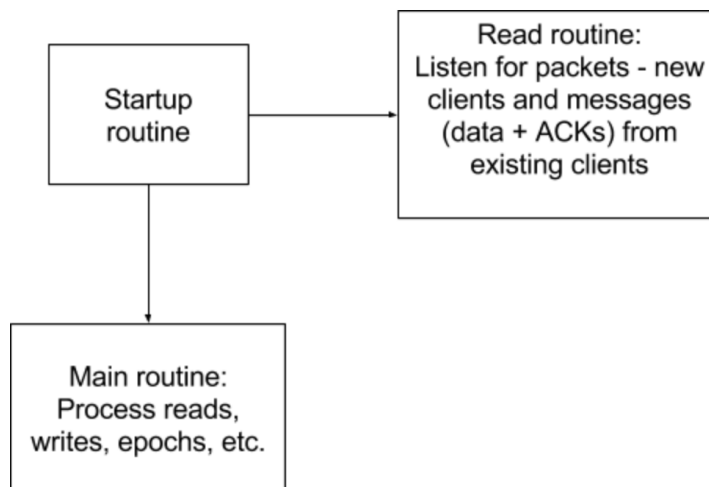 Startup
routine
Read routine:
Listen for packets - new
clients and messages
(data + ACKs) from
existing clients
Main routine:
Process reads,
writes, epochs, etc.